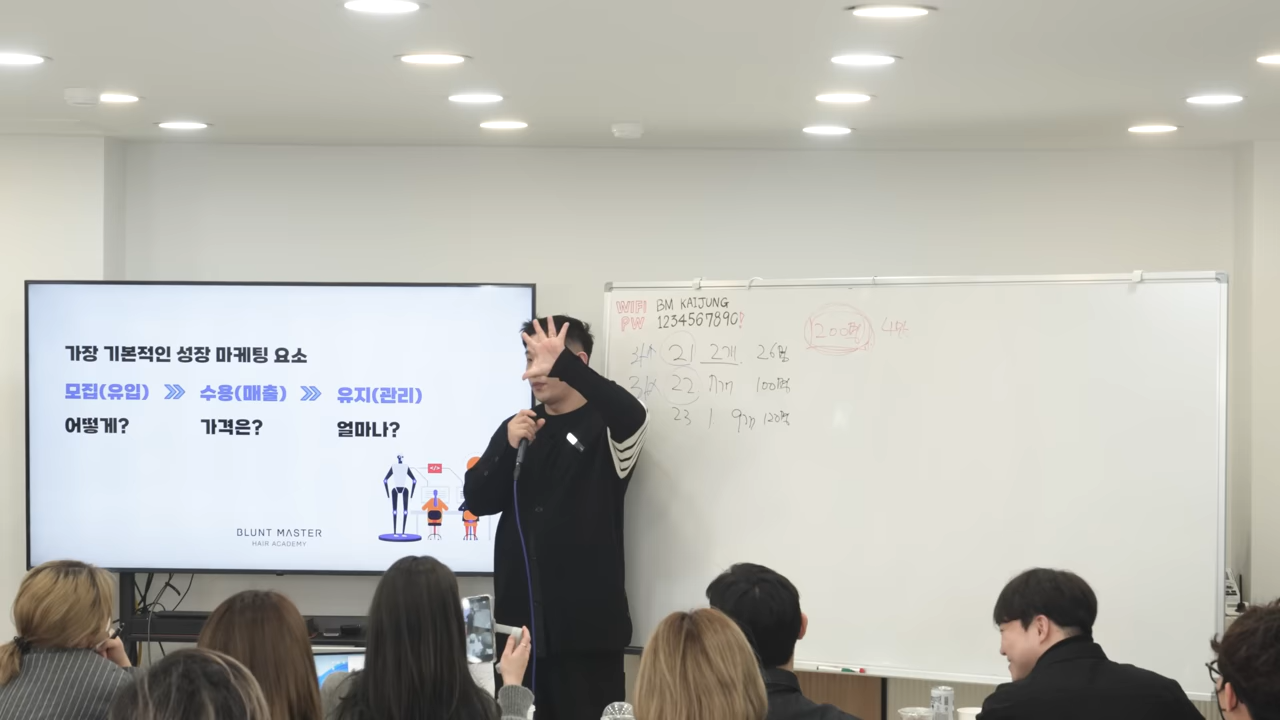 가장 기본적인 성장 마케팅 요소
모집(유입) 수용(매출) 유지(관리)
어떻게? 가격은? 얼마나?
BLUNT MASTER
HAIR ACADEMY
WIFI BM KAIJUNG
PW 1234567890!
1200명
21 2개 26명
22 7개 100명
23 1 9개 120명